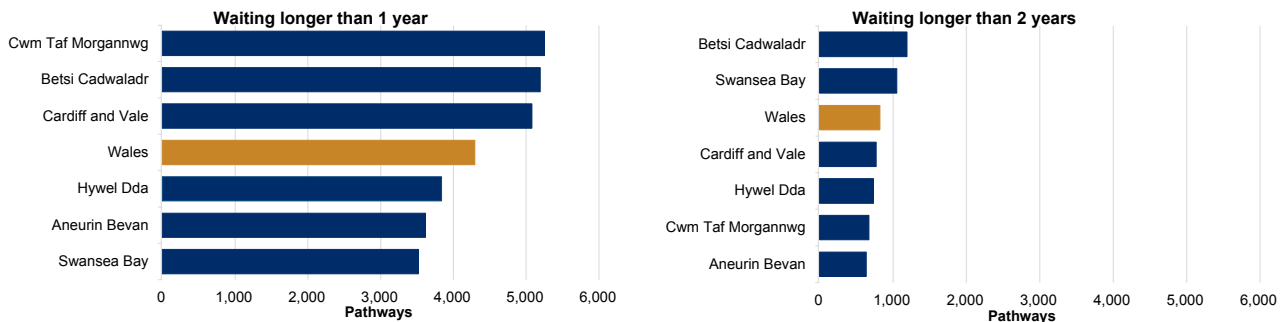 Waiting longer than 1 year
Cwm Taf Morgannwg
Betsi Cadwaladr
Cardiff and Vale
Wales
Hywel Dda
Aneurin Bevan
Swansea Bay
0 1,000 2,000 3,000 4,000 5,000 6,000
Pathways
Waiting longer than 2 years
Betsi Cadwaladr
Swansea Bay
Wales
Cardiff and Vale
Hywel Dda
Cwm Taf Morgannwg
Aneurin Bevan
0 1,000 2,000 3,000 4,000 5,000 6,000
Pathways